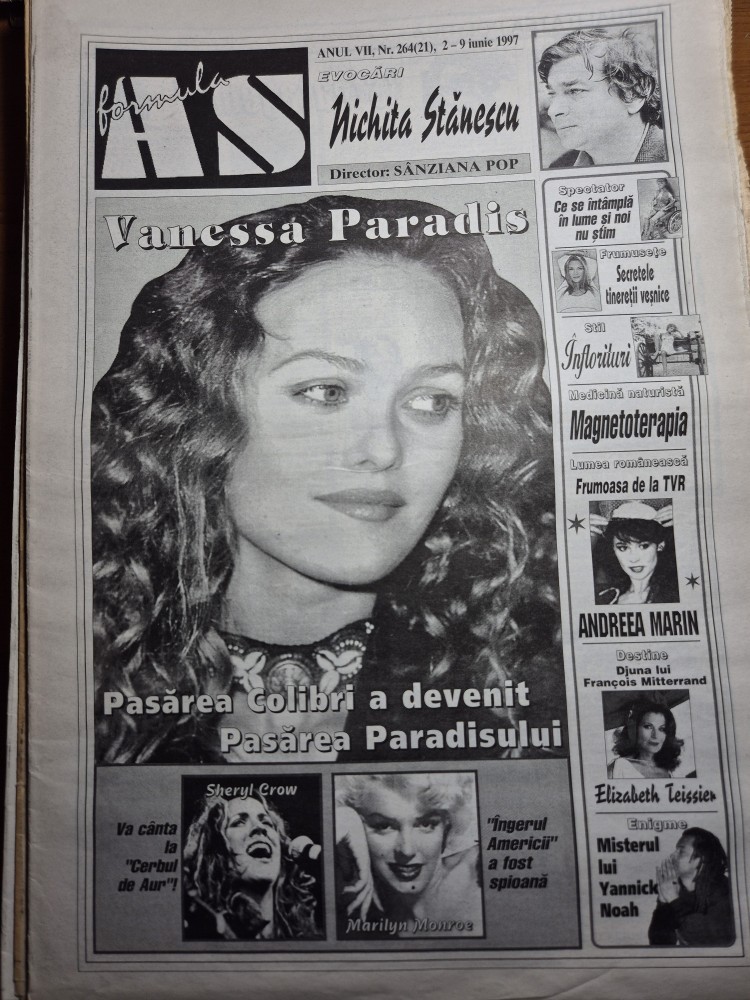 formula
AS
ANUL VII, Nr. 264(21), 2 – 9 iunie 1997
EVOCĂRI
Nichita Stănescu
Director: SÂNZIANA POP
Vanessa Paradis
Pasărea Colibri a devenit
Pasărea Paradisului
Spectator
Ce se întâmplă
în lume și noi
nu știm
Frumusețe
Secretele
tinereții veșnice
Stil
Înflorituri
Medicină naturistă
Magnetoterapia
Lumea românească
Frumoasa de la TVR
ANDREEA MARIN
Destine
Djuna lui
François Mitterrand
Elizabeth Teissier
Enigme
Misterul
lui
Yannick
Noah
Sheryl Crow
Va cânta
la
"Cerbul
de Aur"!
"Îngerul
Americii"
a fost
spioană
Marilyn Monroe